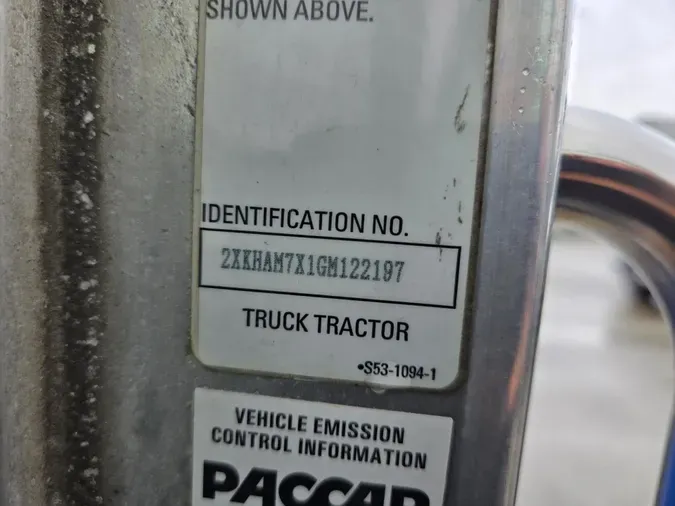 SHOWN ABOVE.
IDENTIFICATION NO.
2XKHAM7X1GM122197
TRUCK TRACTOR
•S53-1094-1
VEHICLE EMISSION
CONTROL INFORMATION
PACCAR